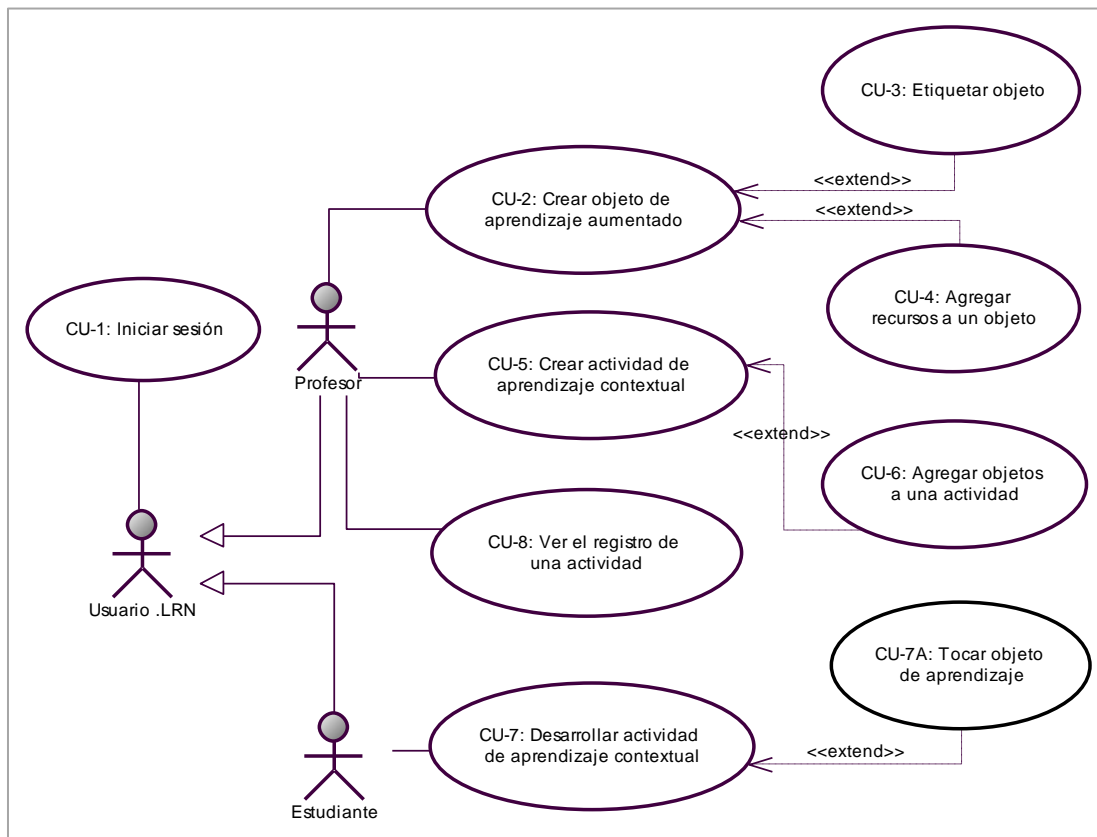 CU-3: Etiquetar objeto
<<extend>>
CU-2: Crear objeto de
aprendizaje aumentado
<<extend>>
CU-4: Agregar
recursos a un objeto
CU-1: Iniciar sesión
Profesor
CU-5: Crear actividad de
aprendizaje contextual
<<extend>>
CU-6: Agregar objetos
a una actividad
CU-8: Ver el registro de
una actividad
Usuario .LRN
CU-7A: Tocar objeto
de aprendizaje
CU-7: Desarrollar actividad
de aprendizaje contextual
<<extend>>
Estudiante